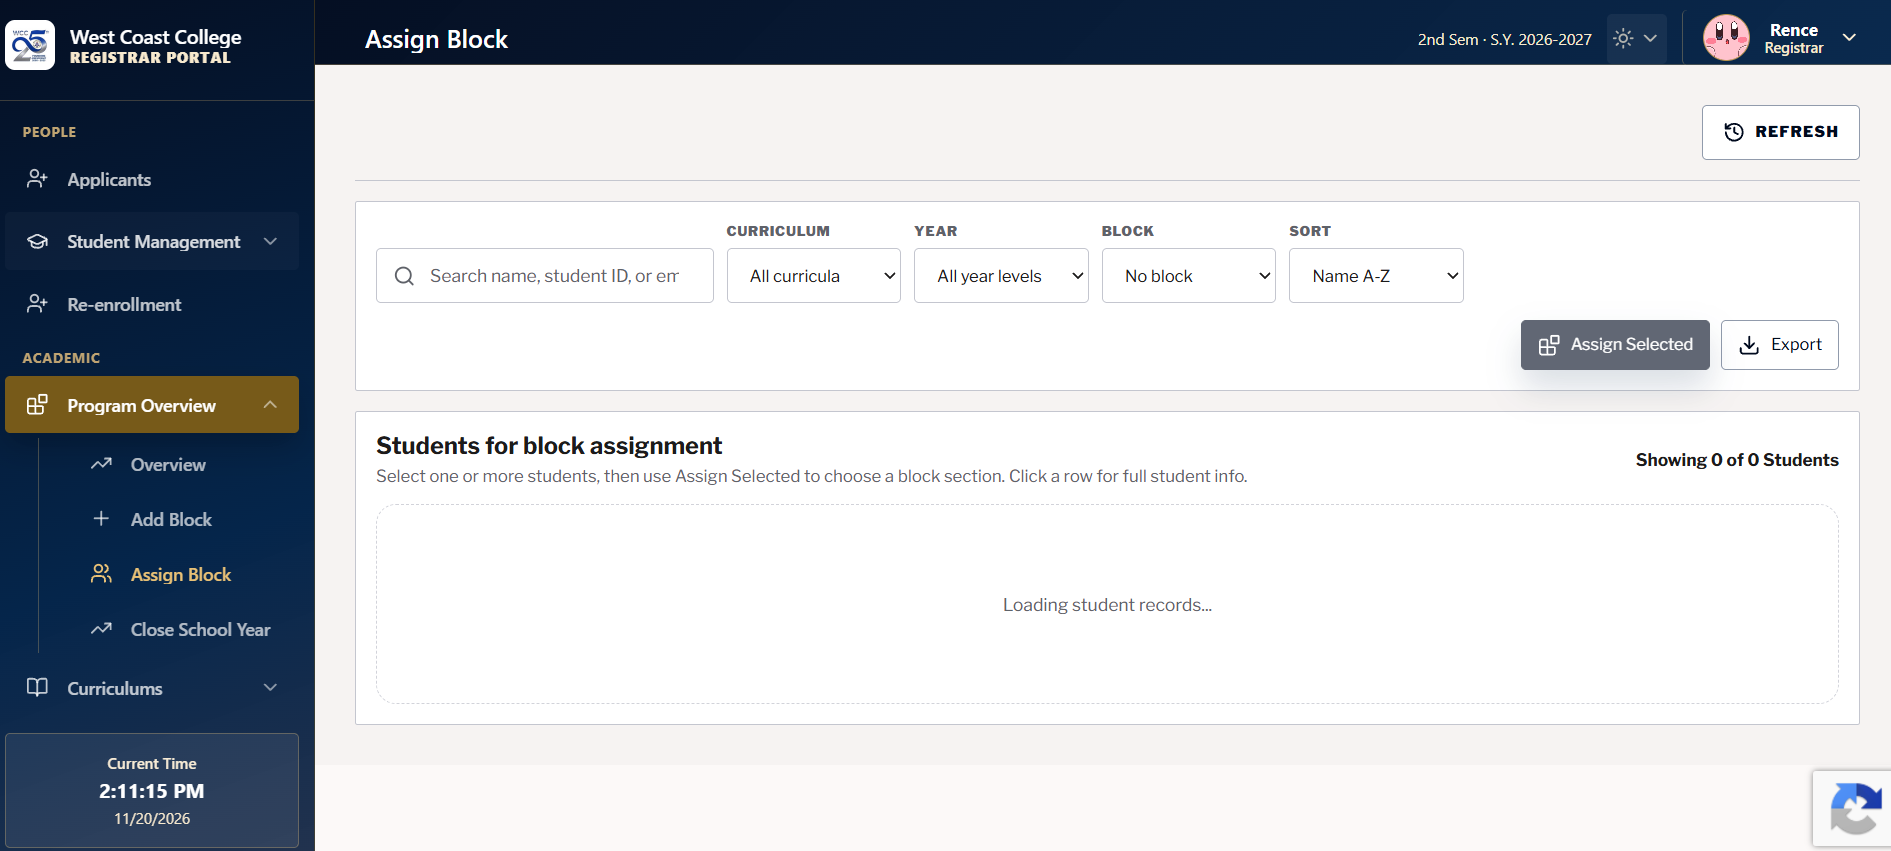 WCC
25
West Coast College
REGISTRAR PORTAL
Assign Block
2nd Sem · S.Y. 2026-2027
Rence
Registrar
PEOPLE
Applicants
Student Management
Re-enrollment
ACADEMIC
Program Overview
Overview
Add Block
Assign Block
Close School Year
Curriculums
Current Time
2:11:15 PM
11/20/2026
REFRESH
CURRICULUM
YEAR
BLOCK
SORT
Search name, student ID, or em
All curricula
All year levels
No block
Name A-Z
Assign Selected
Export
Students for block assignment
Select one or more students, then use Assign Selected to choose a block section. Click a row for full student info.
Showing 0 of 0 Students
Loading student records...